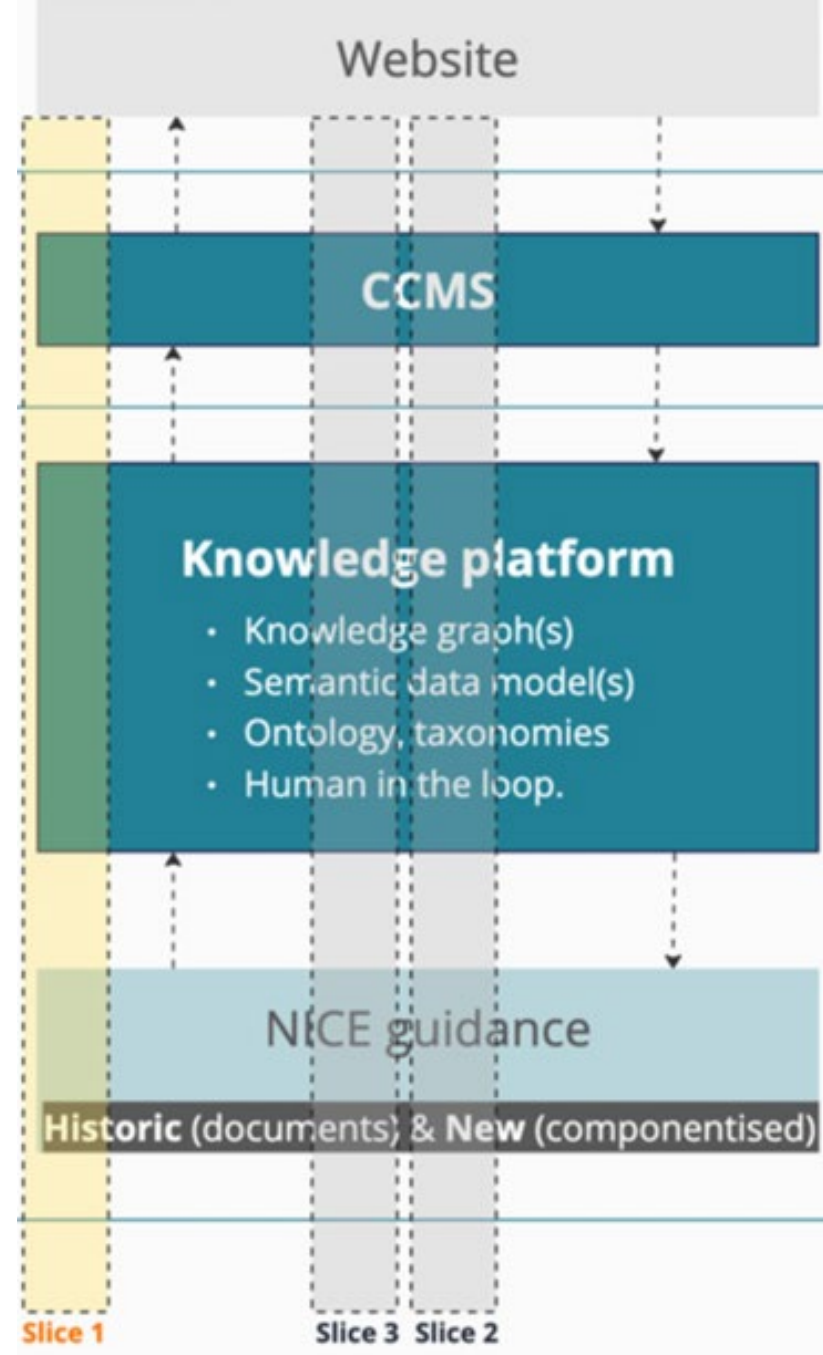 Website
CCMS
Knowledge platform
· Knowledge graph(s)
· Semantic data model(s)
· Ontology, taxonomies
· Human in the loop.
NICE guidance
Historic (documents) & New (componentised)
Slice 1
Slice 3
Slice 2